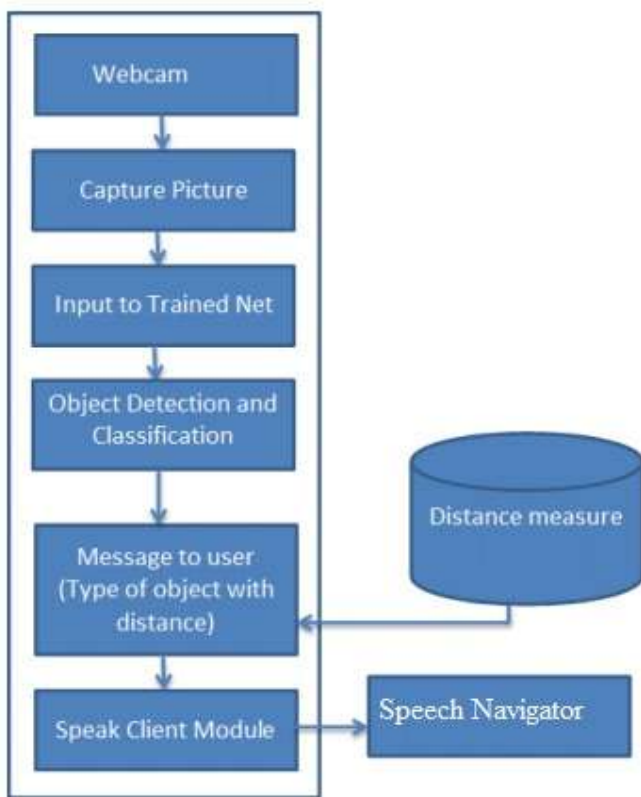 Webcam
Capture Picture
Input to Trained Net
Object Detection and
Classification
Distance measure
Message to user
(Type of object with
distance)
Speak Client Module
Speech Navigator